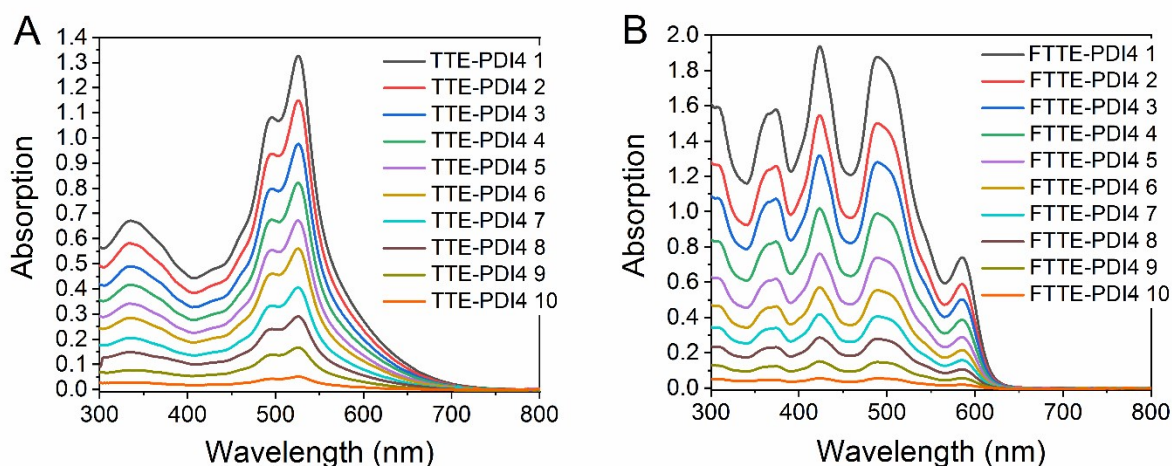 A
1.4
1.3
1.2
1.1
1.0
0.9
0.8
0.7
0.6
0.5
0.4
0.3
0.2
0.1
0.0
Absorption
300 400 500 600 700 800
Wavelength (nm)
TTE-PDI4 1
TTE-PDI4 2
TTE-PDI4 3
TTE-PDI4 4
TTE-PDI4 5
TTE-PDI4 6
TTE-PDI4 7
TTE-PDI4 8
TTE-PDI4 9
TTE-PDI4 10
B
2.0
1.8
1.6
1.4
1.2
1.0
0.8
0.6
0.4
0.2
0.0
Absorption
300 400 500 600 700 800
Wavelength (nm)
FTTE-PDI4 1
FTTE-PDI4 2
FTTE-PDI4 3
FTTE-PDI4 4
FTTE-PDI4 5
FTTE-PDI4 6
FTTE-PDI4 7
FTTE-PDI4 8
FTTE-PDI4 9
FTTE-PDI4 10